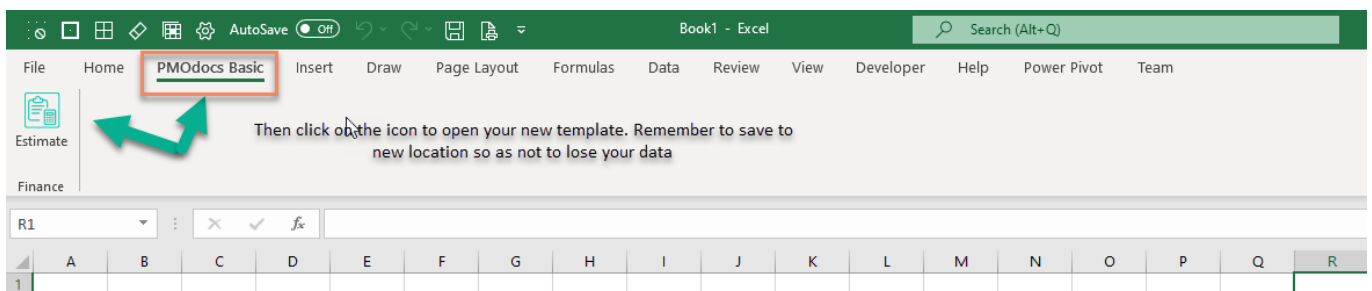 AutoSave Off Book1 - Excel Search (Alt+Q)
File Home PMOdocs Basic Insert Draw Page Layout Formulas Data Review View Developer Help Power Pivot Team
Then click on the icon to open your new template. Remember to save to
Estimate
new location so as not to lose your data
Finance
R1 fx
A B C D E F G H I J K L M N O P Q R
1